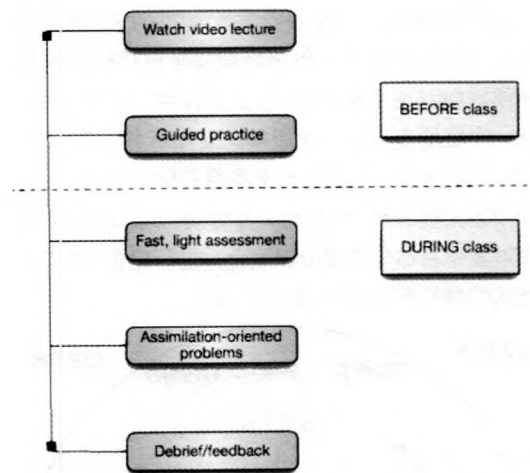 Watch video lecture
Guided practice
BEFORE class
Fast, light assessment
DURING class
Assimilation-oriented
problems
Debrief/feedback